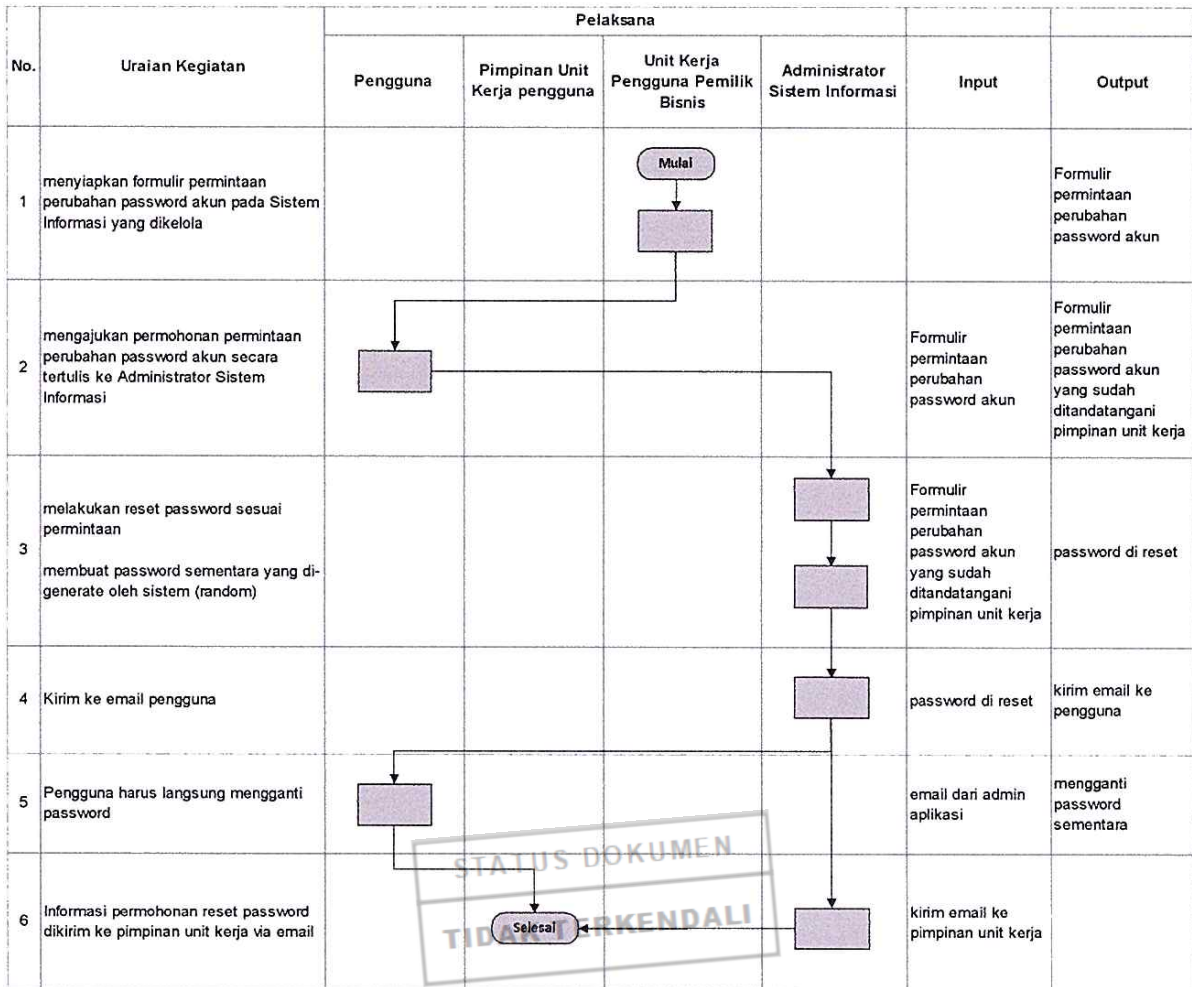 Pelaksana
No.
Uraian Kegiatan
Pengguna
Pimpinan Unit
Kerja pengguna
Unit Kerja
Pengguna Pemilik
Bisnis
Administrator
Sistem Informasi
Input
Output
1
menyiapkan formulir permintaan
perubahan password akun pada Sistem
Informasi yang dikelola
Mulai
Formulir
permintaan
perubahan
password akun
2
mengajukan permohonan permintaan
perubahan password akun secara
tertulis ke Administrator Sistem
Informasi
Formulir
permintaan
perubahan
password akun
Formulir
permintaan
perubahan
password akun
yang sudah
ditandatangani
pimpinan unit kerja
3
melakukan reset password sesuai
permintaan
membuat password sementara yang di-
generate oleh sistem (random)
Formulir
permintaan
perubahan
password akun
yang sudah
ditandatangani
pimpinan unit kerja
password di reset
4
Kirim ke email pengguna
password di reset
kirim email ke
pengguna
5
Pengguna harus langsung mengganti
password
email dari admin
aplikasi
mengganti
password
sementara
6
Informasi permohonan reset password
dikirim ke pimpinan unit kerja via email
Selesai
kirim email ke
pimpinan unit kerja
STATUS DOKUMEN
TIDAK TERKENDALI